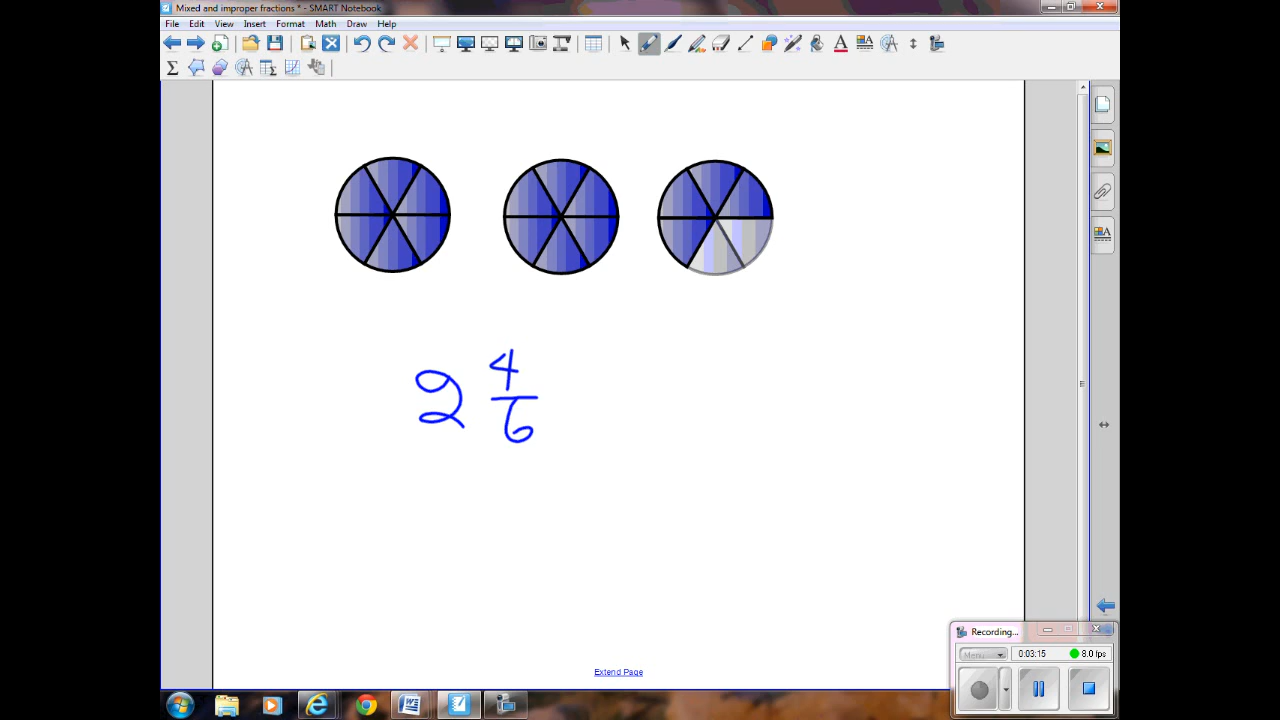 Mixed and improper fractions * - SMART Notebook
File Edit View Insert Format Math Draw Help
2 4/6
Extend Page
Recording...
Menu 0:03:15 8.0 fps